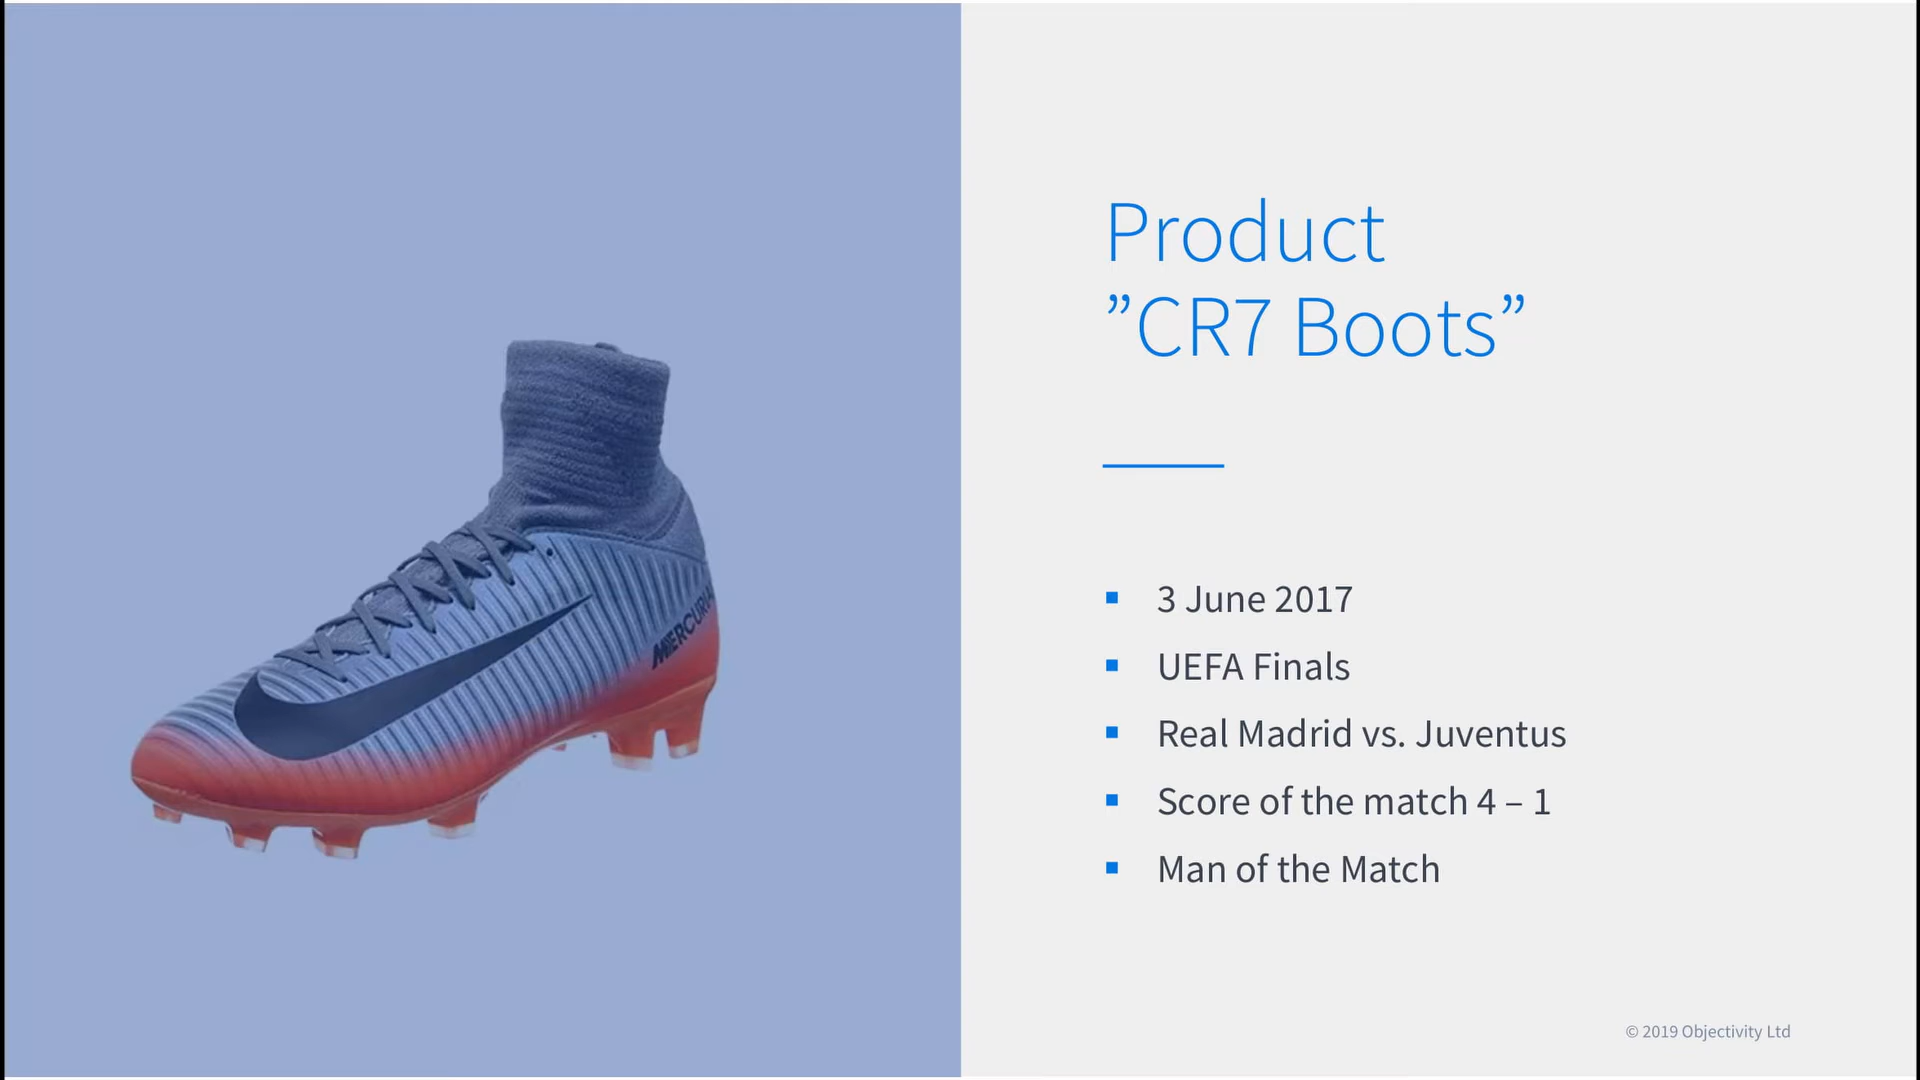 Product
”CR7 Boots”
3 June 2017
UEFA Finals
Real Madrid vs. Juventus
Score of the match 4 – 1
Man of the Match
MERCURIAL
© 2019 Objectivity Ltd